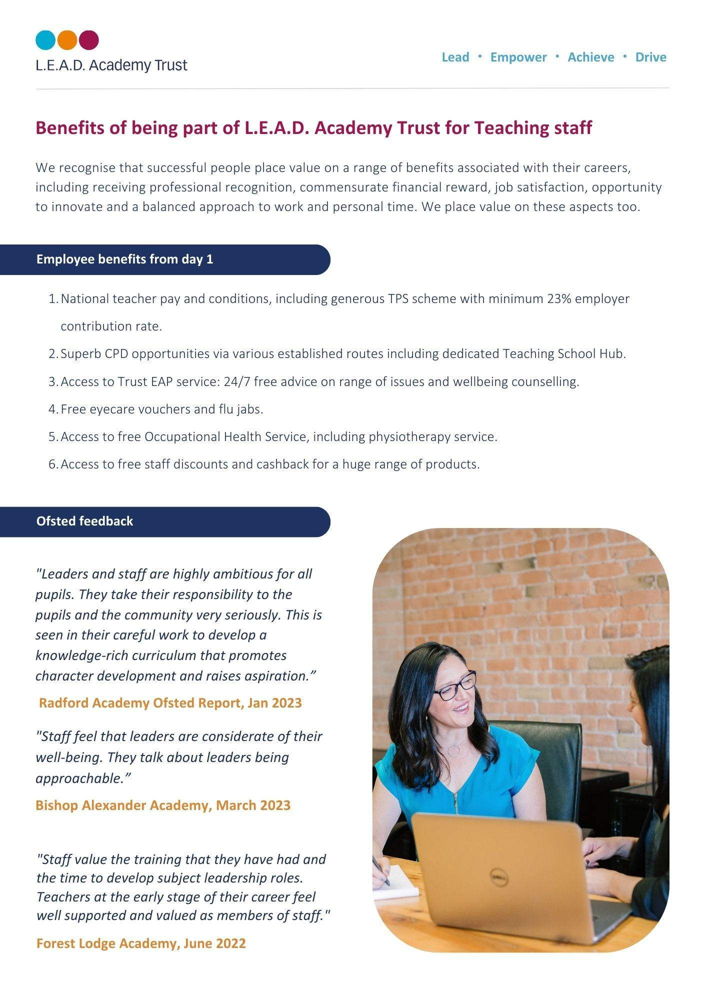 L.E.A.D. Academy Trust
Lead • Empower • Achieve • Drive
Benefits of being part of L.E.A.D. Academy Trust for Teaching staff
We recognise that successful people place value on a range of benefits associated with their careers,
including receiving professional recognition, commensurate financial reward, job satisfaction, opportunity
to innovate and a balanced approach to work and personal time. We place value on these aspects too.
Employee benefits from day 1
1. National teacher pay and conditions, including generous TPS scheme with minimum 23% employer
contribution rate.
2. Superb CPD opportunities via various established routes including dedicated Teaching School Hub.
3. Access to Trust EAP service: 24/7 free advice on range of issues and wellbeing counselling.
4. Free eyecare vouchers and flu jabs.
5. Access to free Occupational Health Service, including physiotherapy service.
6. Access to free staff discounts and cashback for a huge range of products.
Ofsted feedback
"Leaders and staff are highly ambitious for all
pupils. They take their responsibility to the
pupils and the community very seriously. This is
seen in their careful work to develop a
knowledge-rich curriculum that promotes
character development and raises aspiration.”
Radford Academy Ofsted Report, Jan 2023
"Staff feel that leaders are considerate of their
well-being. They talk about leaders being
approachable.”
Bishop Alexander Academy, March 2023
"Staff value the training that they have had and
the time to develop subject leadership roles.
Teachers at the early stage of their career feel
well supported and valued as members of staff."
Forest Lodge Academy, June 2022
DELL